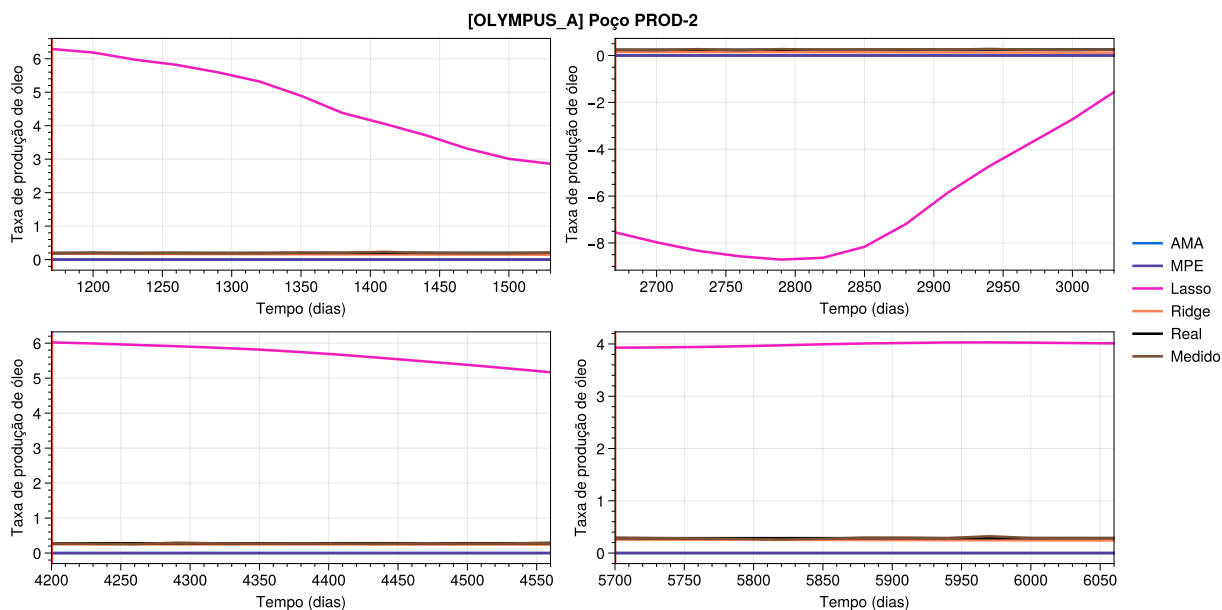 [OLYMPUS_A] Poço PROD-2
Taxa de produção de óleo
6
5
4
3
2
1
0
1200 1250 1300 1350 1400 1450 1500
Tempo (dias)
Taxa de produção de óleo
0
−2
−4
−6
−8
2700 2750 2800 2850 2900 2950 3000
Tempo (dias)
Taxa de produção de óleo
6
5
4
3
2
1
0
4200 4250 4300 4350 4400 4450 4500 4550
Tempo (dias)
Taxa de produção de óleo
4
3
2
1
0
5700 5750 5800 5850 5900 5950 6000 6050
Tempo (dias)
AMA
MPE
Lasso
Ridge
Real
Medido